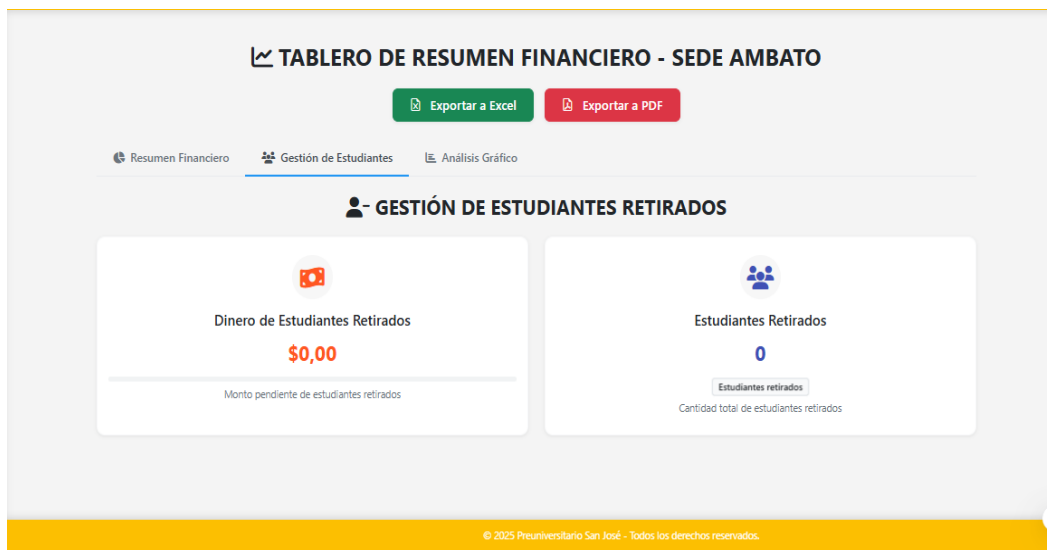 TABLERO DE RESUMEN FINANCIERO - SEDE AMBATO
Exportar a Excel
Exportar a PDF
Resumen Financiero
Gestión de Estudiantes
Análisis Gráfico
GESTIÓN DE ESTUDIANTES RETIRADOS
Dinero de Estudiantes Retirados
$0,00
Monto pendiente de estudiantes retirados
Estudiantes Retirados
0
Estudiantes retirados
Cantidad total de estudiantes retirados
© 2025 Preuniversitario San José - Todos los derechos reservados.